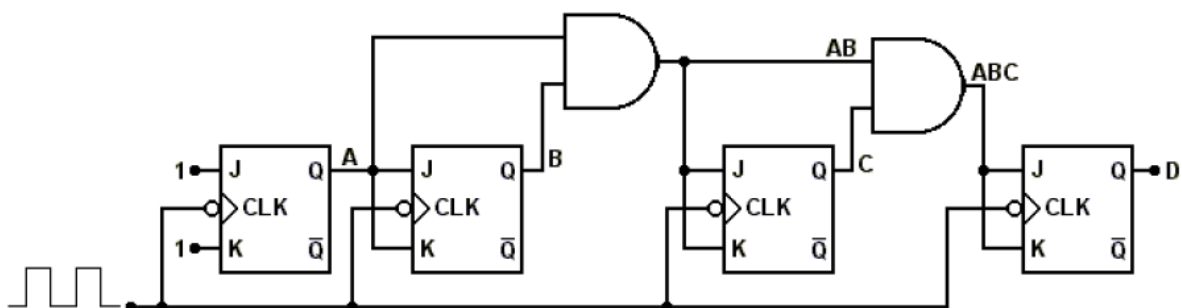 AB
ABC
1 J Q A J Q B J Q C J Q D
CLK CLK CLK CLK
1 K Q̅ K Q̅ K Q̅ K Q̅